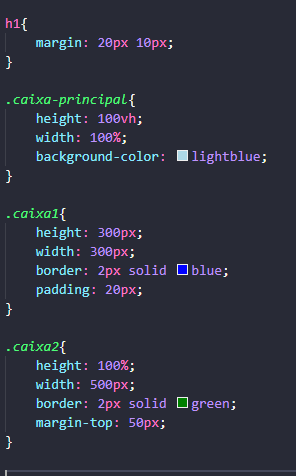 h1{
    margin: 20px 10px;
}
.caixa-principal{
    height: 100vh;
    width: 100%;
    background-color: lightblue;
}
.caixa1{
    height: 300px;
    width: 300px;
    border: 2px solid blue;
    padding: 20px;
}
.caixa2{
    height: 100%;
    width: 500px;
    border: 2px solid green;
    margin-top: 50px;
}